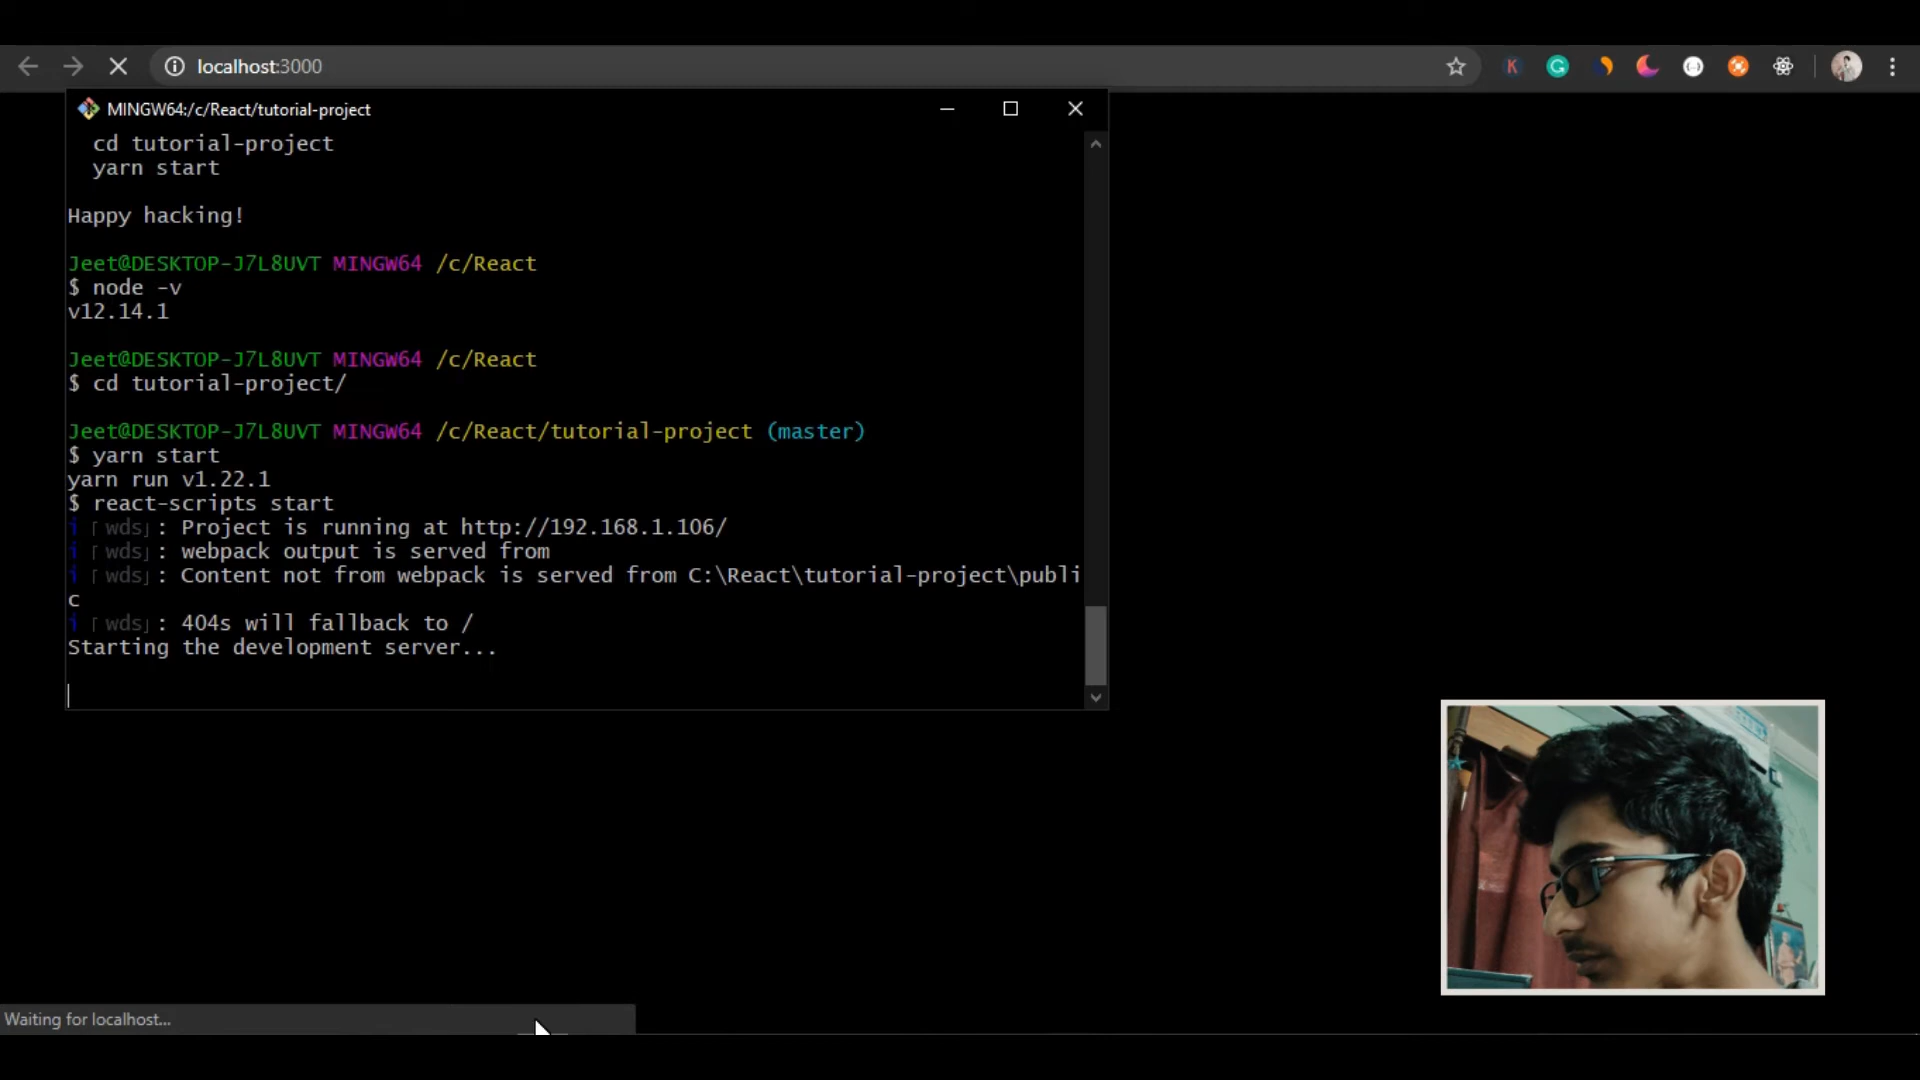 localhost:3000
MINGW64:/c/React/tutorial-project
cd tutorial-project
yarn start
Happy hacking!
Jeet@DESKTOP-J7L8UVT MINGW64 /c/React
$ node -v
v12.14.1
Jeet@DESKTOP-J7L8UVT MINGW64 /c/React
$ cd tutorial-project/
Jeet@DESKTOP-J7L8UVT MINGW64 /c/React/tutorial-project (master)
$ yarn start
yarn run v1.22.1
$ react-scripts start
i ｢wds｣: Project is running at http://192.168.1.106/
i ｢wds｣: webpack output is served from
i ｢wds｣: Content not from webpack is served from C:\React\tutorial-project\publi
c
i ｢wds｣: 404s will fallback to /
Starting the development server...
Waiting for localhost...